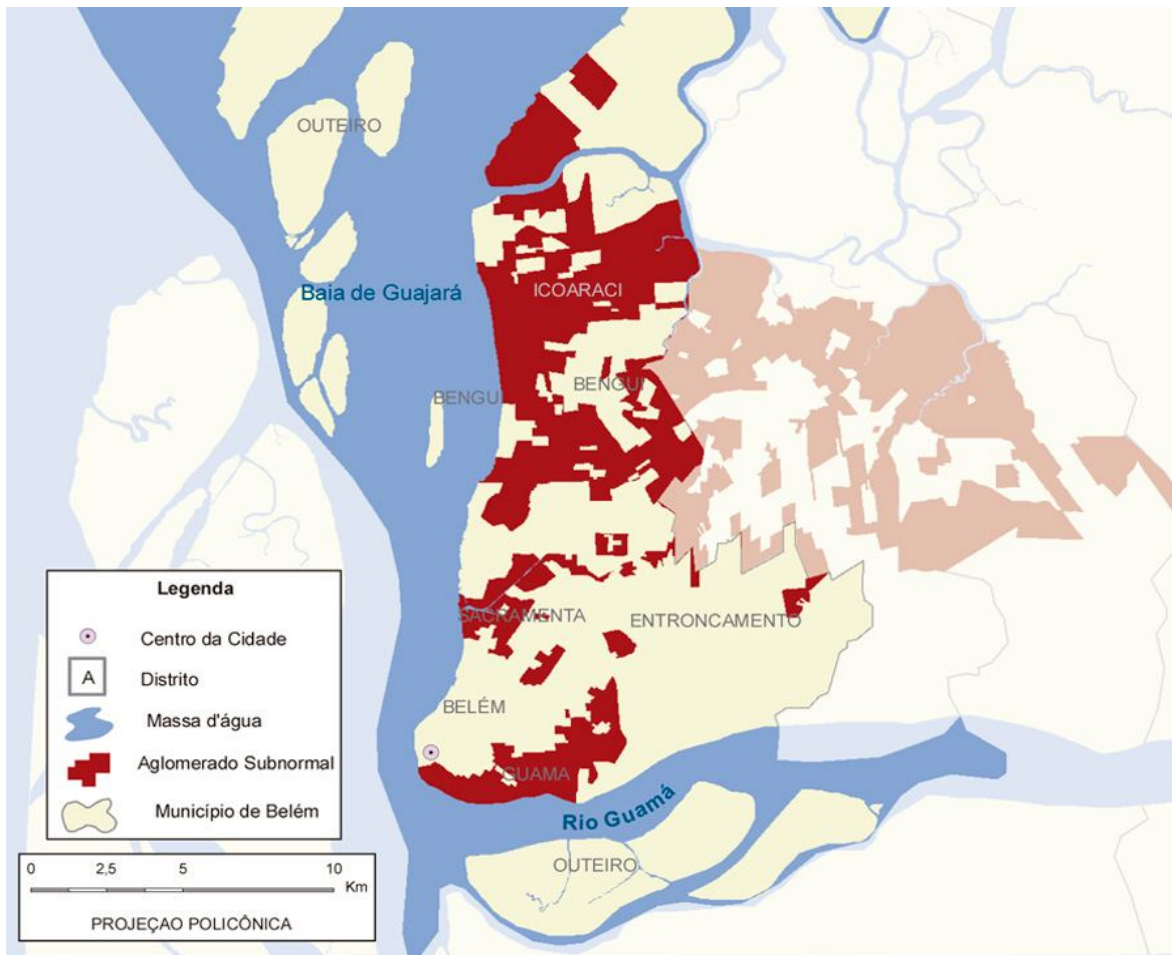 OUTEIRO
Baia de Guajará
ICOARACI
BENGUI
BENGUI
SACRAMENTA
ENTRONCAMENTO
BELÉM
GUAMA
Rio Guamá
OUTEIRO
Legenda
Centro da Cidade
A
Distrito
Massa d'água
Aglomerado Subnormal
Município de Belém
0 2,5 5 10
Km
PROJEÇAO POLICÔNICA